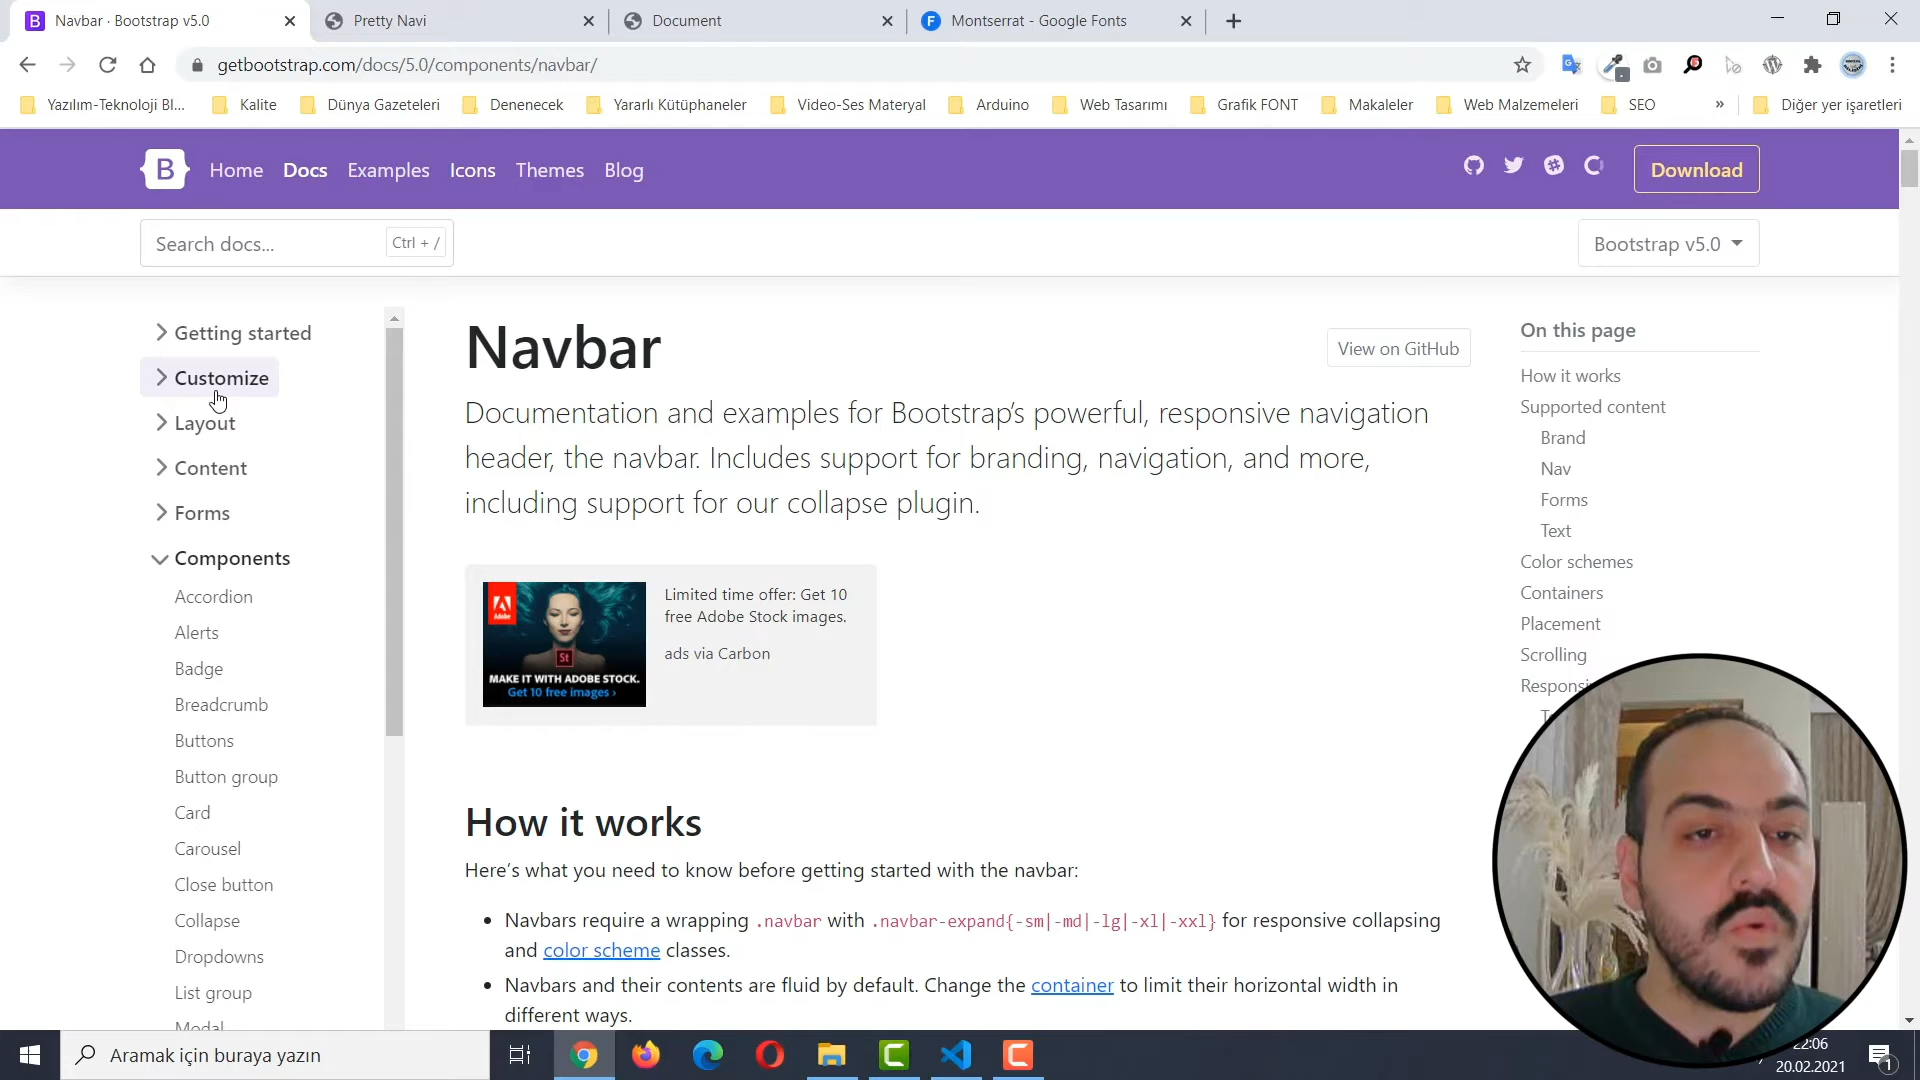 Navbar · Bootstrap v5.0
Pretty Navi
Document
Montserrat - Google Fonts
getbootstrap.com/docs/5.0/components/navbar/
Yazılım-Teknoloji Bl...
Kalite
Dünya Gazeteleri
Denenecek
Yararlı Kütüphaneler
Video-Ses Materyal
Arduino
Web Tasarımı
Grafik FONT
Makaleler
Web Malzemeleri
SEO
»
Diğer yer işaretleri
B
Home
Docs
Examples
Icons
Themes
Blog
Download
Search docs...
Ctrl + /
Bootstrap v5.0
Getting started
Customize
Layout
Content
Forms
Components
Accordion
Alerts
Badge
Breadcrumb
Buttons
Button group
Card
Carousel
Close button
Collapse
Dropdowns
List group
Modal
Navbar
View on GitHub
Documentation and examples for Bootstrap's powerful, responsive navigation
header, the navbar. Includes support for branding, navigation, and more,
including support for our collapse plugin.
Adobe
St
MAKE IT WITH ADOBE STOCK.
Get 10 free images ›
Limited time offer: Get 10
free Adobe Stock images.
ads via Carbon
How it works
Here's what you need to know before getting started with the navbar:
• Navbars require a wrapping .navbar with .navbar-expand{-sm|-md|-lg|-xl|-xxl} for responsive collapsing
and color scheme classes.
• Navbars and their contents are fluid by default. Change the container to limit their horizontal width in
different ways.
On this page
How it works
Supported content
Brand
Nav
Forms
Text
Color schemes
Containers
Placement
Scrolling
Aramak için buraya yazın
22:06
20.02.2021
1